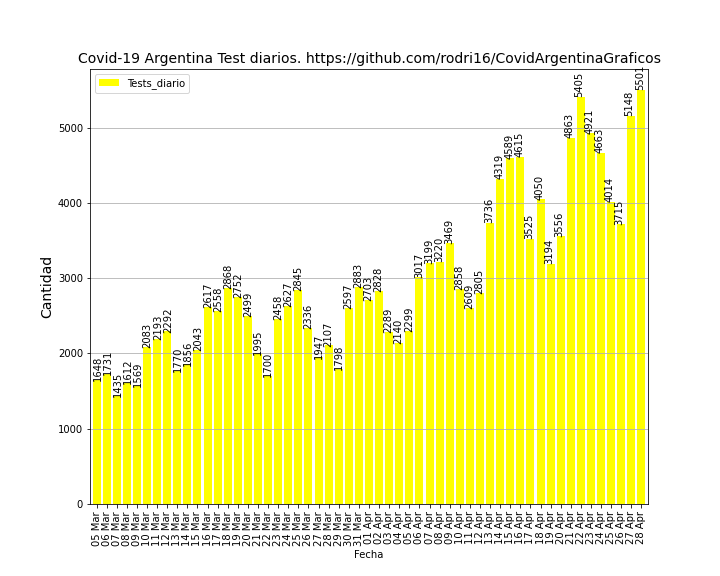 Covid-19 Argentina Test diarios. https://github.com/rodri16/CovidArgentinaGraficos
Tests_diario
Cantidad
5000
4000
3000
2000
1000
0
1648
1731
1435
1612
1569
2083
2193
2292
1770
1856
2043
2617
2558
2868
2752
2499
1995
1700
2458
2627
2845
2336
1947
2107
1798
2597
2883
2703
2828
2289
2140
2299
3017
3199
3220
3469
2858
2609
2805
3736
4319
4589
4615
3525
4050
3194
3556
4863
5405
4921
4663
4014
3715
5148
5501
05 Mar
06 Mar
07 Mar
08 Mar
09 Mar
10 Mar
11 Mar
12 Mar
13 Mar
14 Mar
15 Mar
16 Mar
17 Mar
18 Mar
19 Mar
20 Mar
21 Mar
22 Mar
23 Mar
24 Mar
25 Mar
26 Mar
27 Mar
28 Mar
29 Mar
30 Mar
31 Mar
01 Apr
02 Apr
03 Apr
04 Apr
05 Apr
06 Apr
07 Apr
08 Apr
09 Apr
10 Apr
11 Apr
12 Apr
13 Apr
14 Apr
15 Apr
16 Apr
17 Apr
18 Apr
19 Apr
20 Apr
21 Apr
22 Apr
23 Apr
24 Apr
25 Apr
26 Apr
27 Apr
28 Apr
Fecha